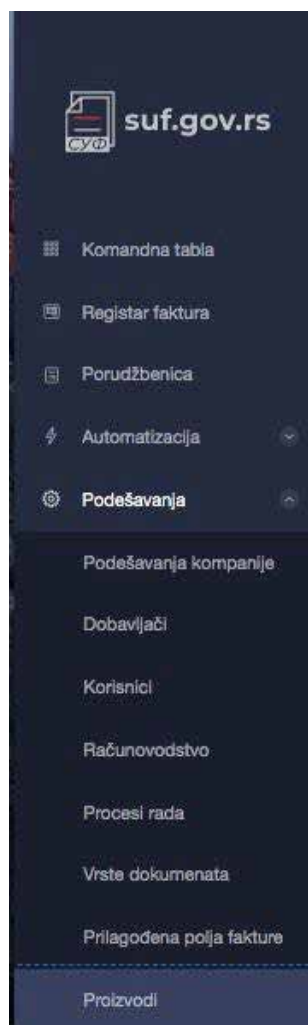 suf.gov.rs
СУФ
Komandna tabla
Registar faktura
Porudžbenica
Automatizacija
Podešavanja
Podešavanja kompanije
Dobavljači
Korisnici
Računovodstvo
Procesi rada
Vrste dokumenata
Prilagođena polja fakture
Proizvodi